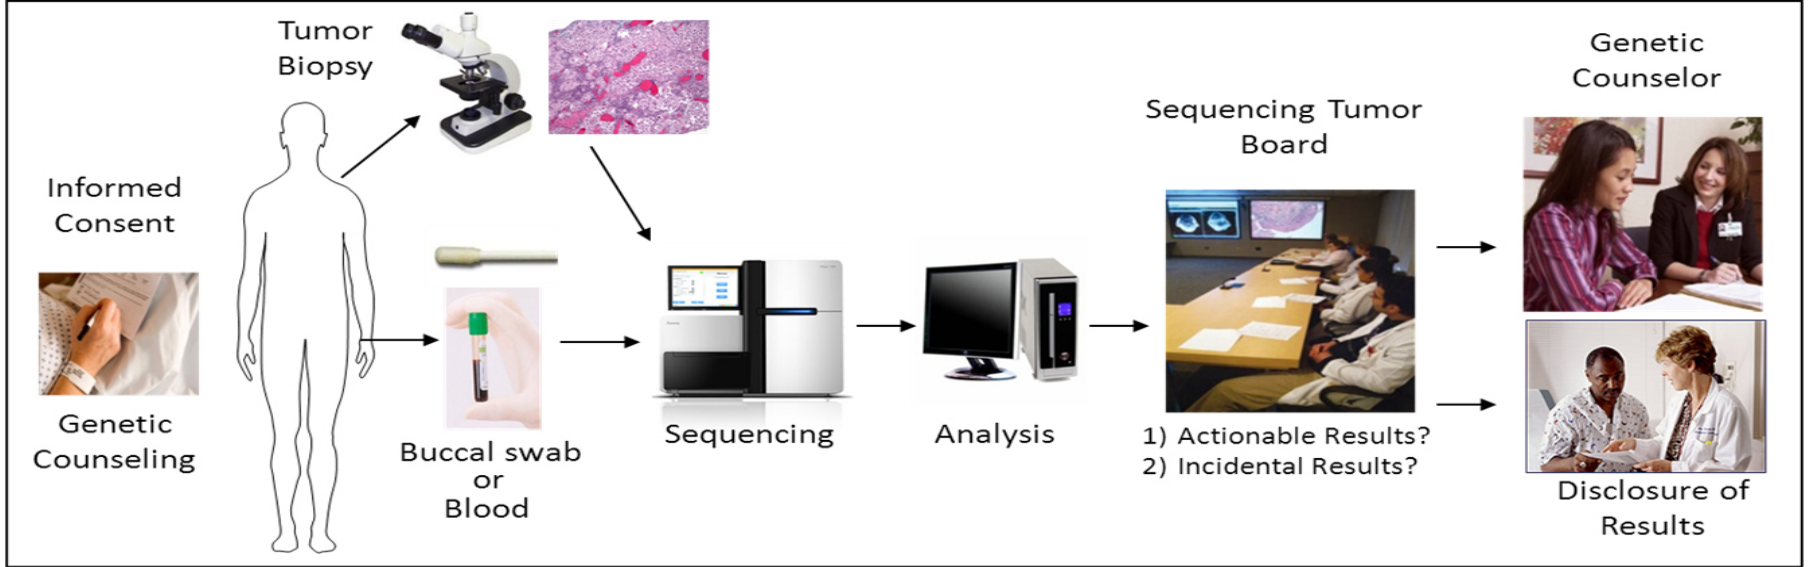 Informed
Consent
Genetic
Counseling
Tumor
Biopsy
Buccal swab
or
Blood
Sequencing
Analysis
Sequencing Tumor
Board
1) Actionable Results?
2) Incidental Results?
Genetic
Counselor
Disclosure of
Results